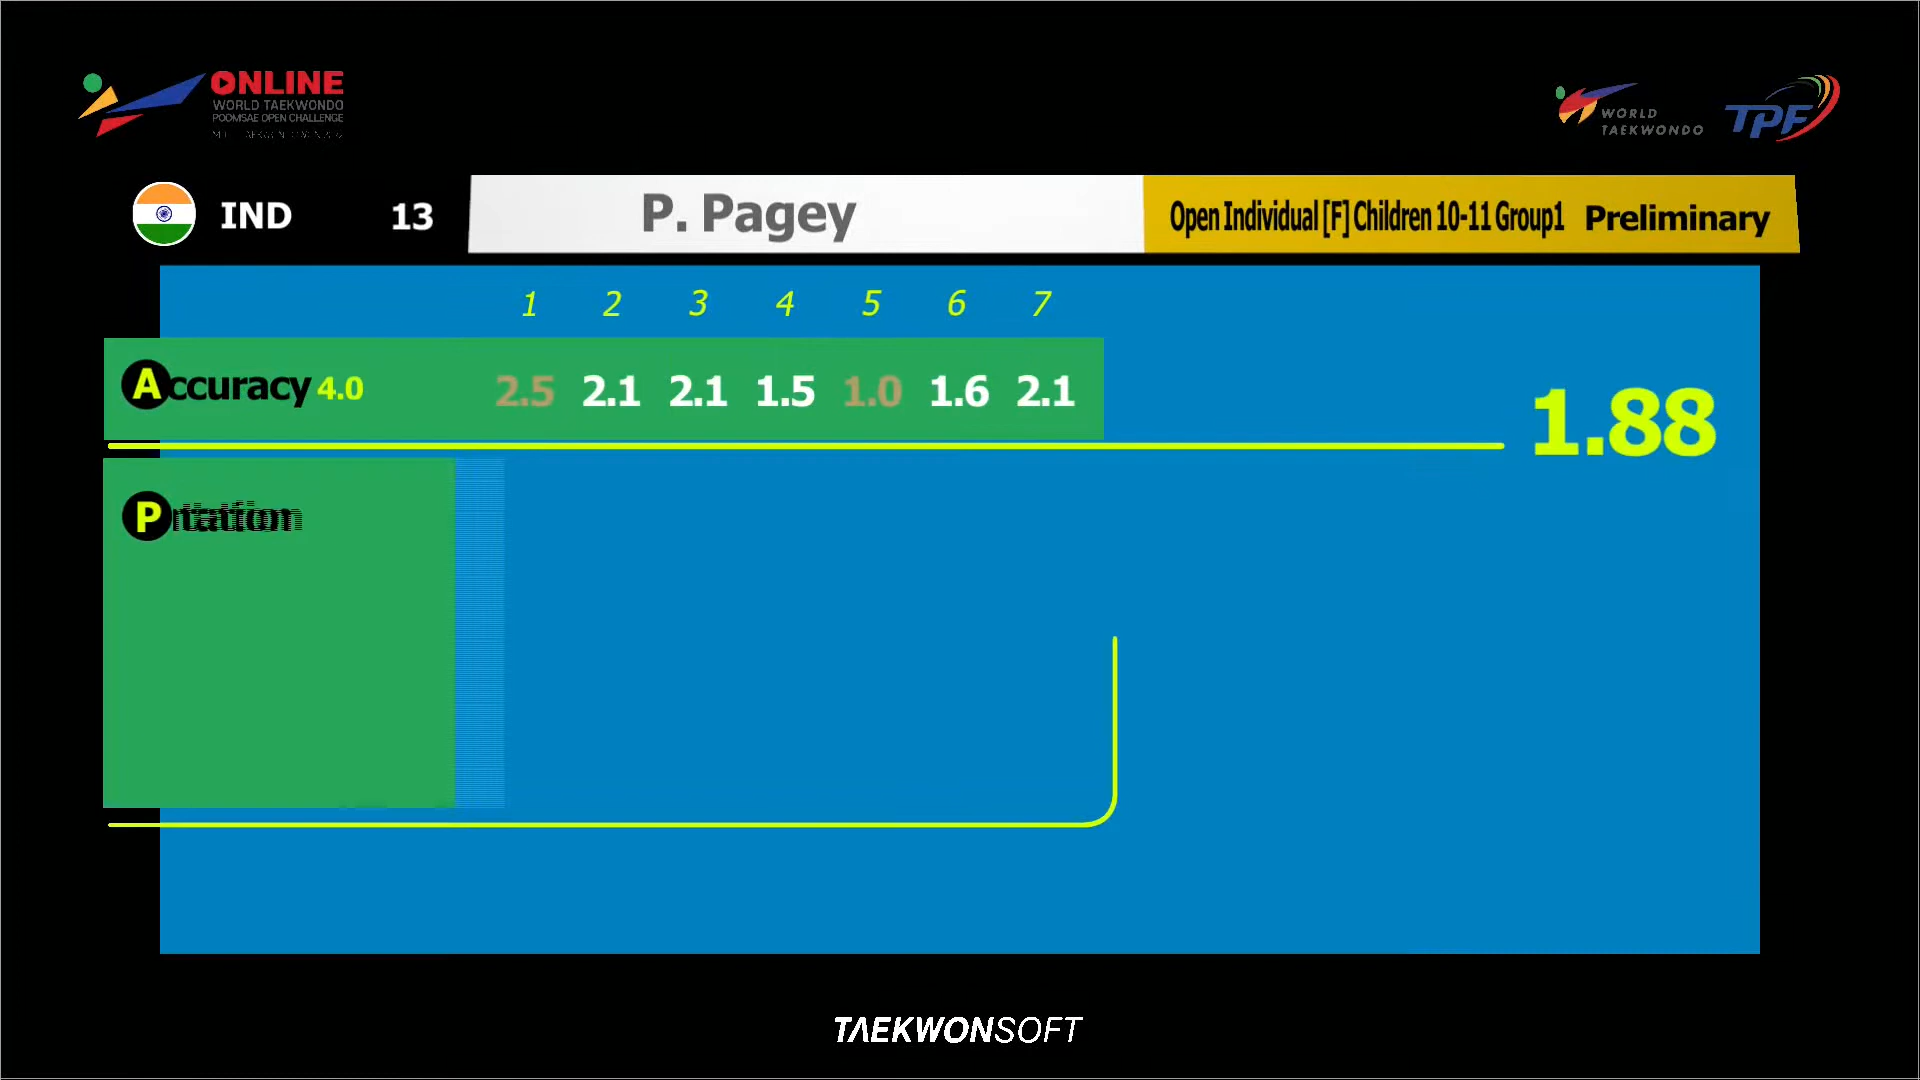 ONLINE
WORLD TAEKWONDO
POOMSAE OPEN CHALLENGE
WORLD
TAEKWONDO
TPF
IND 13 P. Pagey Open Individual [F] Children 10-11 Group1 Preliminary
1 2 3 4 5 6 7
Accuracy 4.0 2.5 2.1 2.1 1.5 1.0 1.6 2.1
1.88
P
TAEKWONSOFT